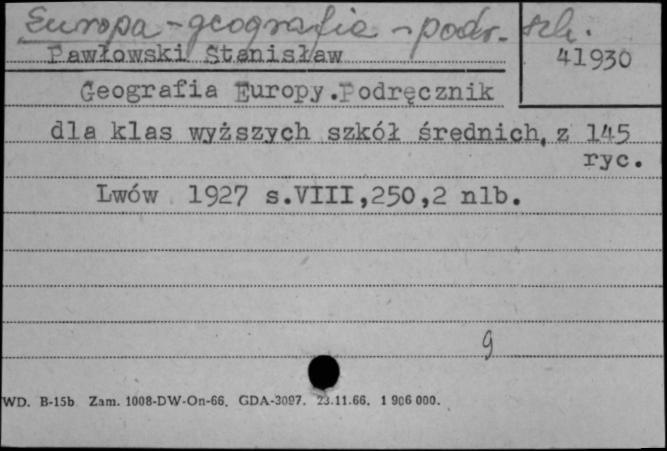 Europa - geografia - podr. szk.
Pawłowski Stanisław
41930
Geografia Europy.Podręcznik
dla klas wyższych szkół średnich, z 145
ryc.
Lwów 1927 s.VIII,250,2 nlb.
9
WD. B-15b Zam. 1008-DW-On-66. GDA-3097. 23.11.66. 1 906 000.